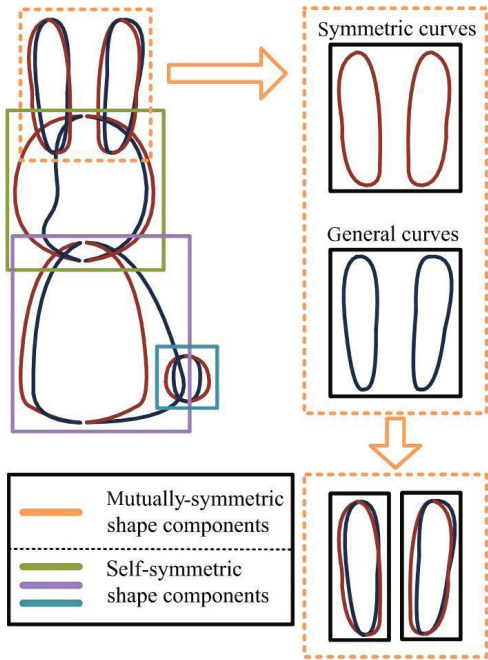 Symmetric curves
General curves
Mutually-symmetric
shape components
Self-symmetric
shape components